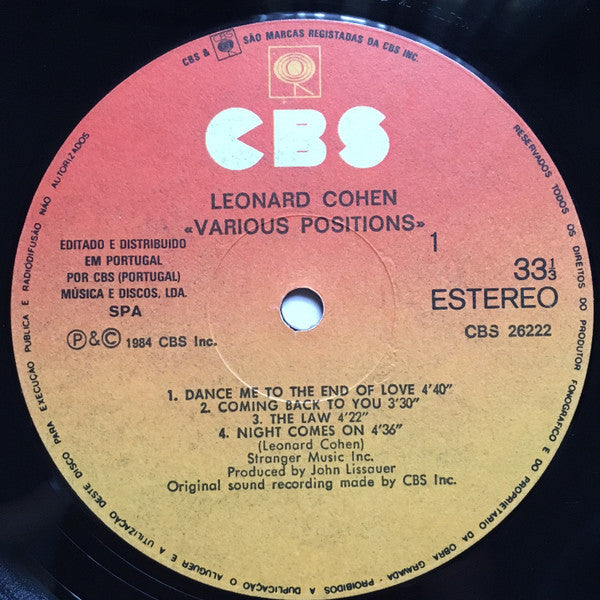 CBS & CBS SÃO MARCAS REGISTADAS DA CBS INC.
CBS
LEONARD COHEN
«VARIOUS POSITIONS»
EDITADO E DISTRIBUIDO
EM PORTUGAL
POR CBS (PORTUGAL)
MÚSICA E DISCOS, LDA.
SPA
1
33 1/3
ESTEREO
Ⓟ&© 1984 CBS Inc.
CBS 26222
1. DANCE ME TO THE END OF LOVE 4'40"
2. COMING BACK TO YOU 3'30"
3. THE LAW 4'22"
4. NIGHT COMES ON 4'36"
(Leonard Cohen)
Stranger Music Inc.
Produced by John Lissauer
Original sound recording made by CBS Inc.
RESERVADOS TODOS OS DIREITOS DO PRODUTOR FONOGRÁFICO E DO PROPRIETÁRIO DA OBRA GRAVADA - PROIBIDOS A DUPLICAÇÃO O ALUGUER E A UTILIZAÇÃO DESTE DISCO PARA EXECUÇÃO PUBLICA E RADIODIFUSÃO NÃO AUTORIZADOS